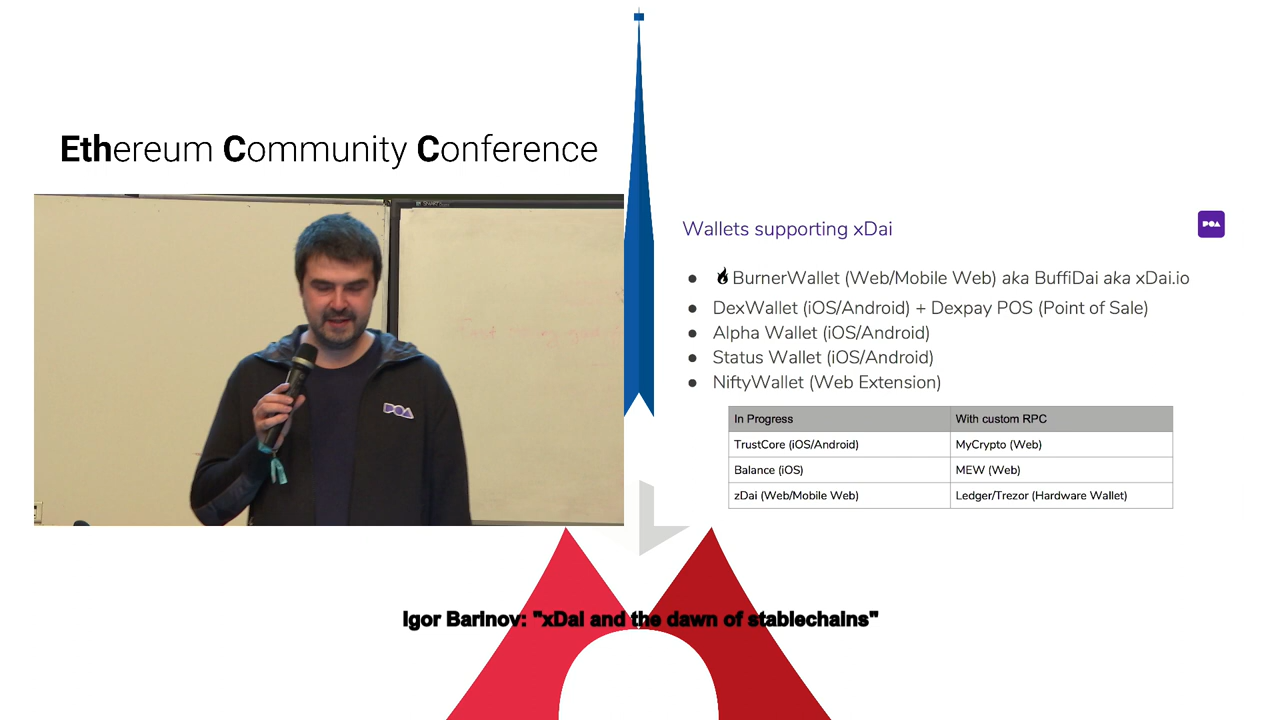 Ethereum Community Conference
SMART
POA
Wallets supporting xDai
POA
BurnerWallet (Web/Mobile Web) aka BuffiDai aka xDai.io
DexWallet (iOS/Android) + Dexpay POS (Point of Sale)
Alpha Wallet (iOS/Android)
Status Wallet (iOS/Android)
NiftyWallet (Web Extension)
In Progress With custom RPC
TrustCore (iOS/Android) MyCrypto (Web)
Balance (iOS) MEW (Web)
zDai (Web/Mobile Web) Ledger/Trezor (Hardware Wallet)
Igor Barinov: "xDai and the dawn of stablechains"